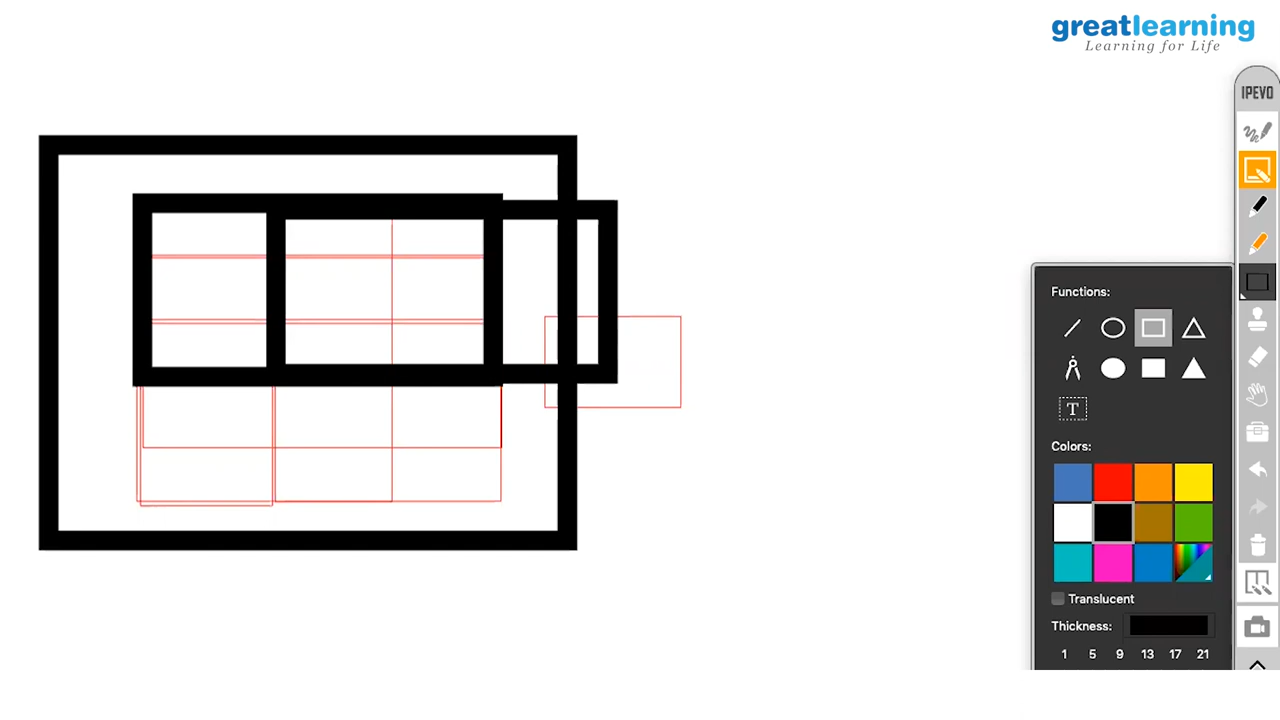 greatlearning
Learning for Life
IPEVO
Functions:
T
Colors:
Translucent
Thickness:
1 5 9 13 17 21